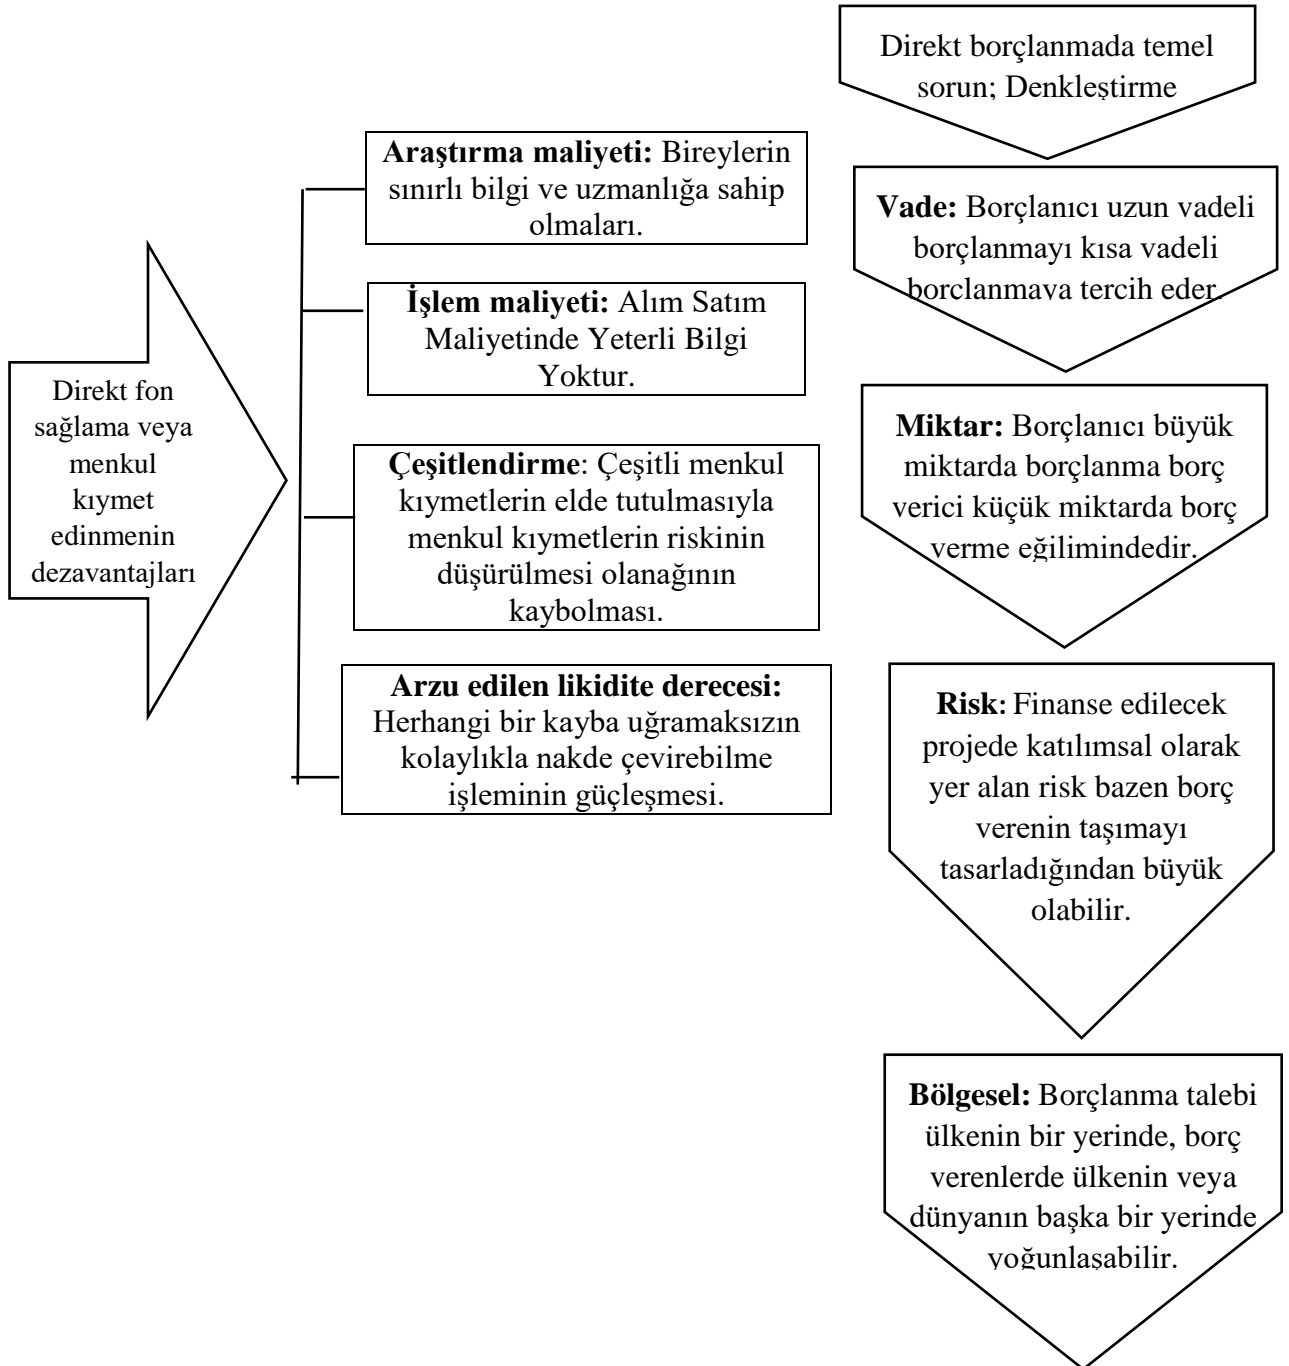 Direkt fon
sağlama veya
menkul
kıymet
edinmenin
dezavantajları
Araştırma maliyeti: Bireylerin
sınırlı bilgi ve uzmanlığa sahip
olmaları.
İşlem maliyeti: Alım Satım
Maliyetinde Yeterli Bilgi
Yoktur.
Çeşitlendirme: Çeşitli menkul
kıymetlerin elde tutulmasıyla
menkul kıymetlerin riskinin
düşürülmesi olanağının
kaybolması.
Arzu edilen likidite derecesi:
Herhangi bir kayba uğramaksızın
kolaylıkla nakde çevirebilme
işleminin güçleşmesi.
Direkt borçlanmada temel
sorun; Denkleştirme
Vade: Borçlanıcı uzun vadeli
borçlanmayı kısa vadeli
borçlanmaya tercih eder.
Miktar: Borçlanıcı büyük
miktarda borçlanma borç
verici küçük miktarda borç
verme eğilimindedir.
Risk: Finanse edilecek
projede katılımsal olarak
yer alan risk bazen borç
verenin taşımayı
tasarladığından büyük
olabilir.
Bölgesel: Borçlanma talebi
ülkenin bir yerinde, borç
verenlerde ülkenin veya
dünyanın başka bir yerinde
yoğunlaşabilir.